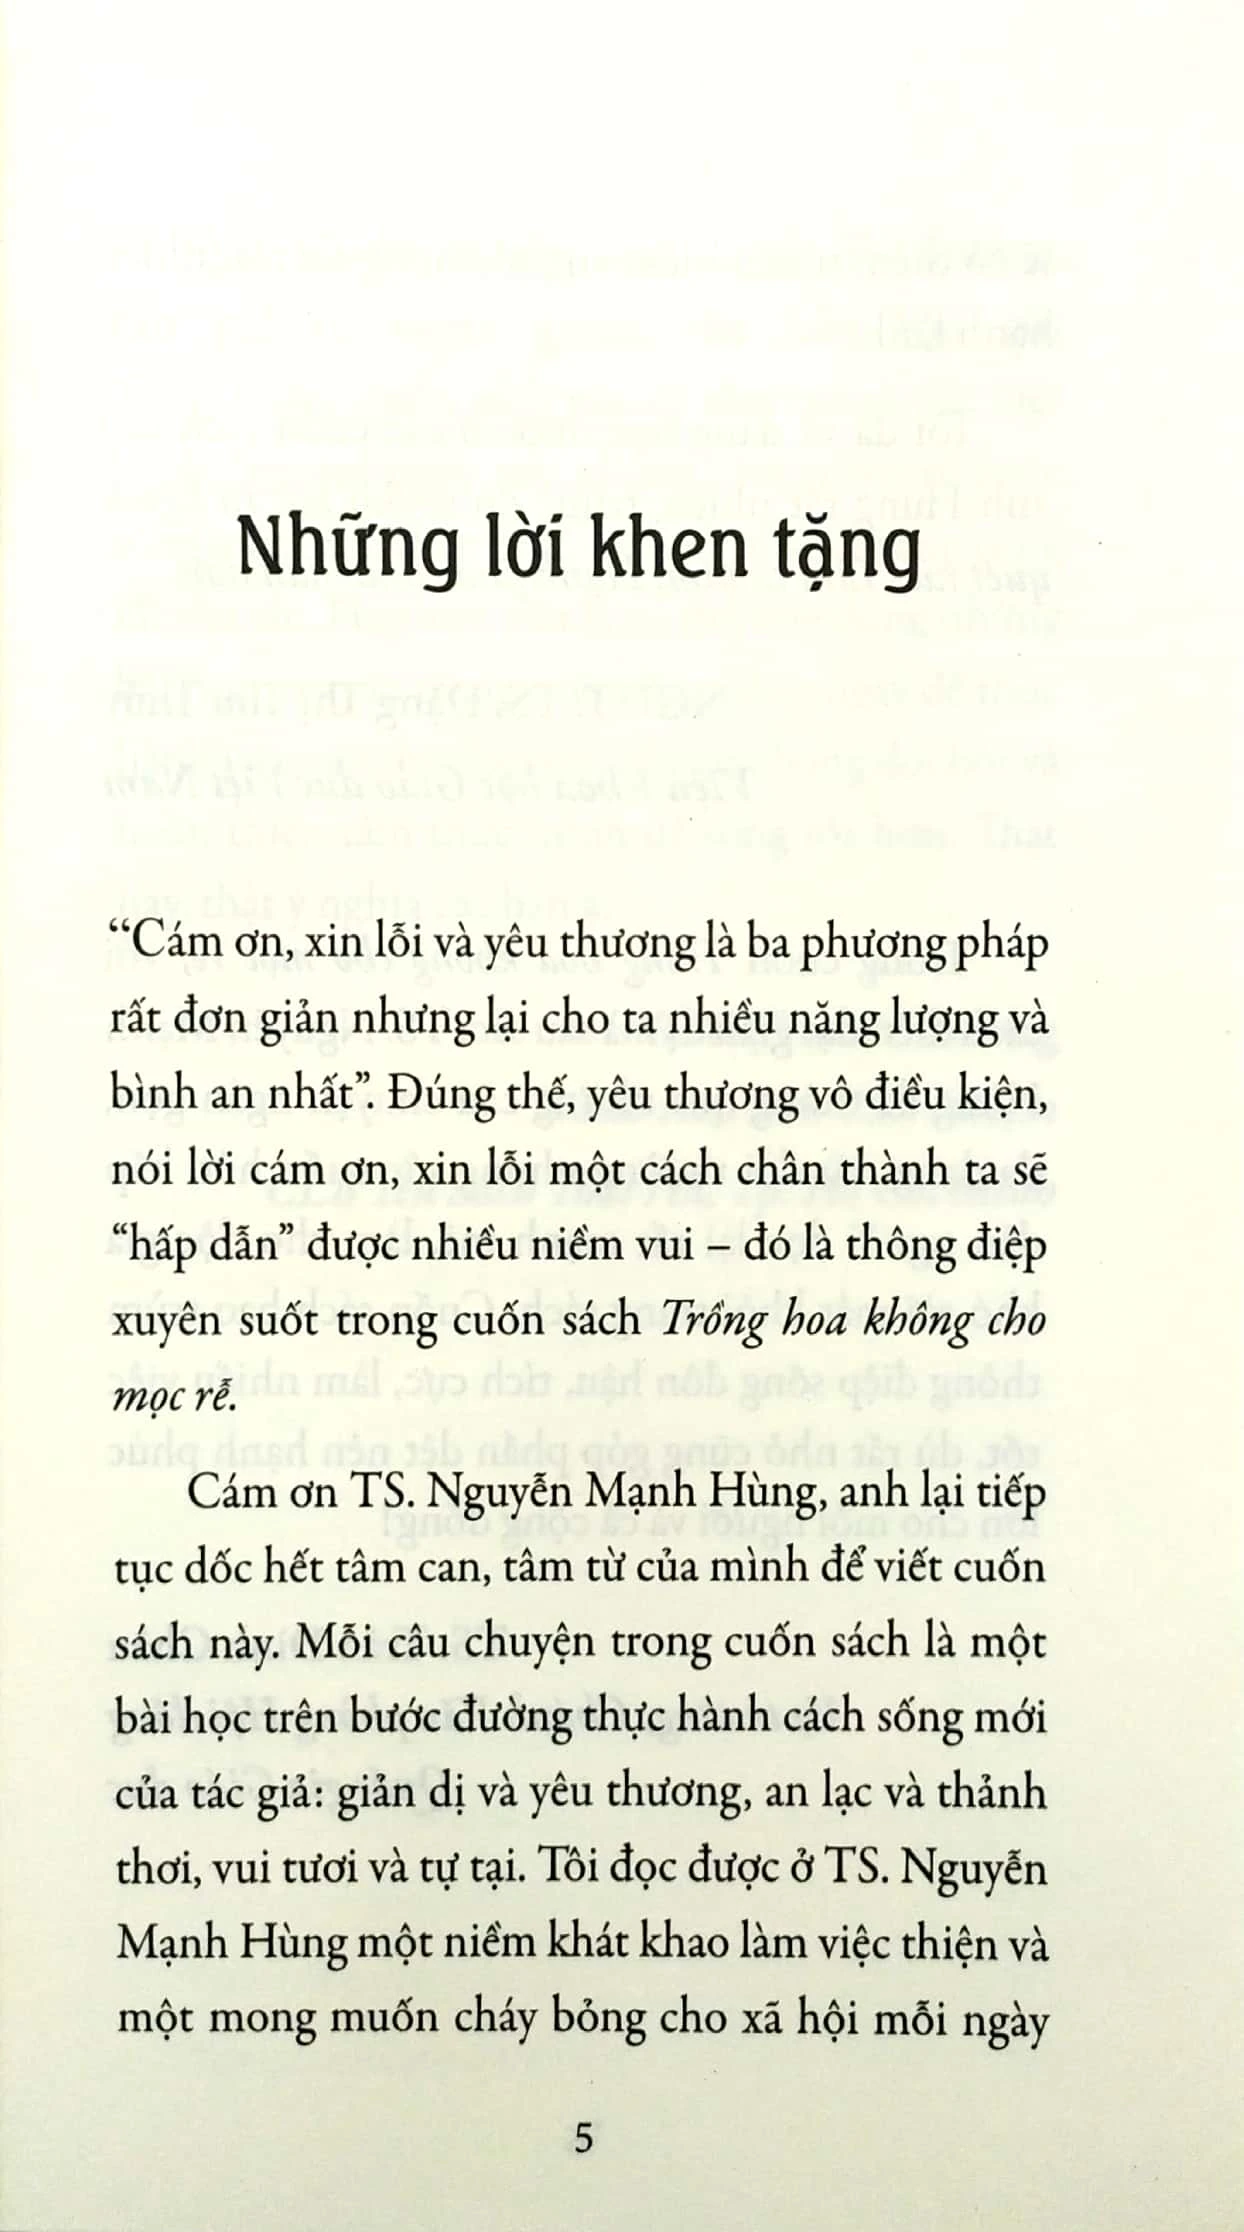 Những lời khen tặng
“Cám ơn, xin lỗi và yêu thương là ba phương pháp
rất đơn giản nhưng lại cho ta nhiều năng lượng và
bình an nhất”. Đúng thế, yêu thương vô điều kiện,
nói lời cám ơn, xin lỗi một cách chân thành ta sẽ
“hấp dẫn” được nhiều niềm vui – đó là thông điệp
xuyên suốt trong cuốn sách Trồng hoa không cho
mọc rễ.
Cám ơn TS. Nguyễn Mạnh Hùng, anh lại tiếp
tục dốc hết tâm can, tâm từ của mình để viết cuốn
sách này. Mỗi câu chuyện trong cuốn sách là một
bài học trên bước đường thực hành cách sống mới
của tác giả: giản dị và yêu thương, an lạc và thảnh
thơi, vui tươi và tự tại. Tôi đọc được ở TS. Nguyễn
Mạnh Hùng một niềm khát khao làm việc thiện và
một mong muốn cháy bỏng cho xã hội mỗi ngày
5